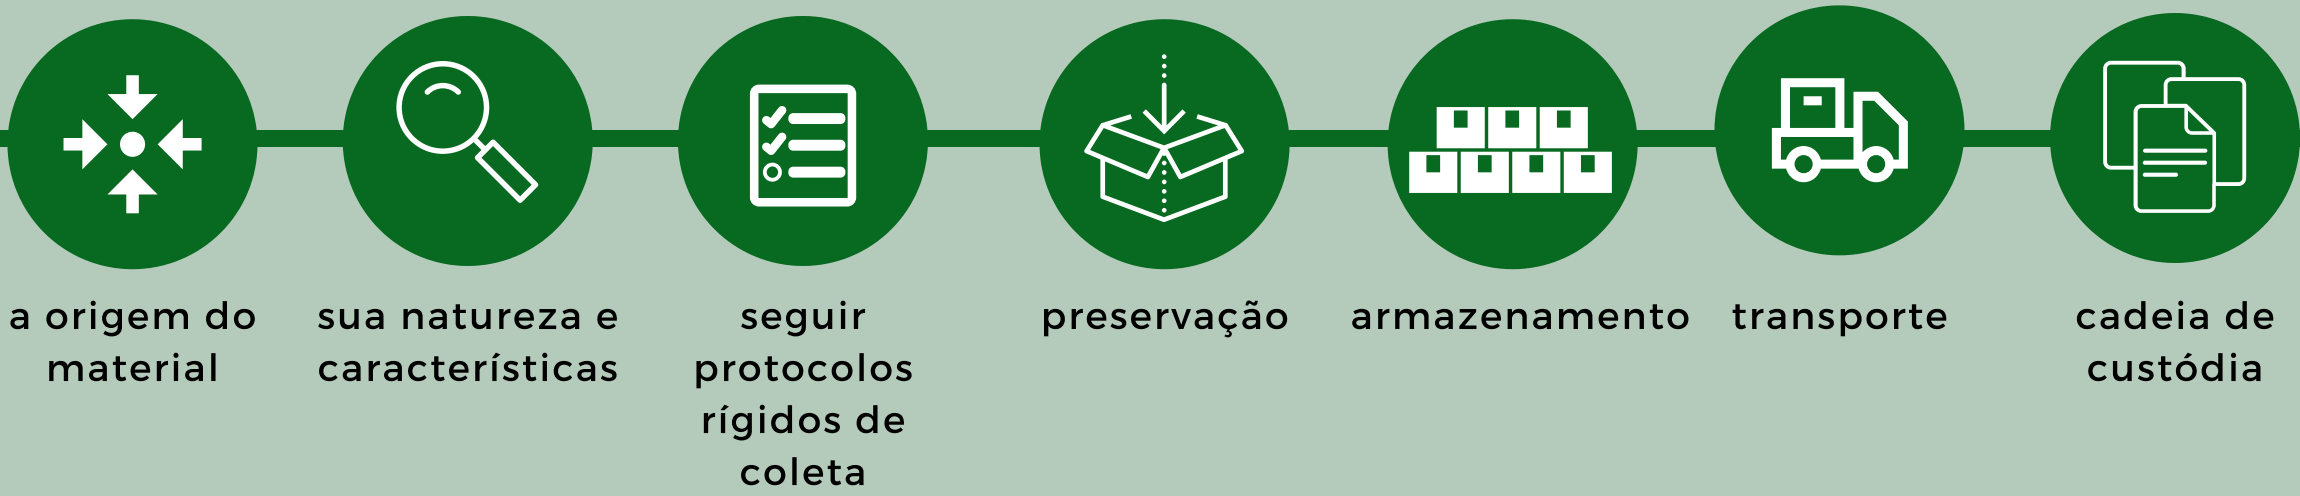 a origem do
material
sua natureza e
características
seguir
protocolos
rígidos de
coleta
preservação
armazenamento
transporte
cadeia de
custódia